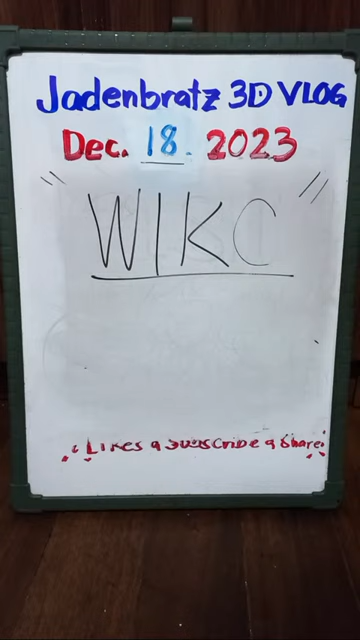 Jadenbratz 3D VLOG
Dec. 18. 2023
"WIKC"
Likes & Subscribe & Share!